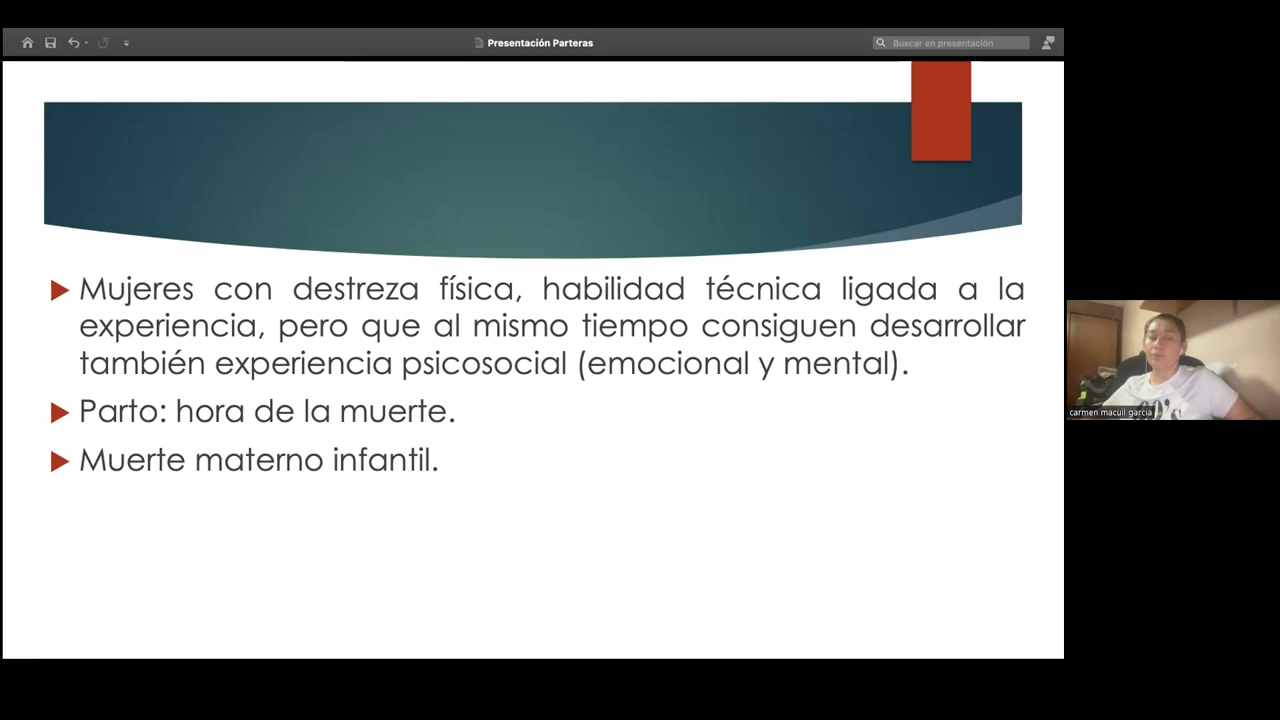 Presentación Parteras
Buscar en presentación
Mujeres con destreza física, habilidad técnica ligada a la
experiencia, pero que al mismo tiempo consiguen desarrollar
también experiencia psicosocial (emocional y mental).
Parto: hora de la muerte.
Muerte materno infantil.
carmen macuil garcia